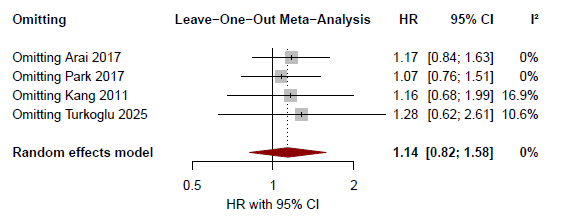 Omitting Leave−One−Out Meta−Analysis HR 95% CI I²
Omitting Arai 2017 1.17 [0.84; 1.63] 0%
Omitting Park 2017 1.07 [0.76; 1.51] 0%
Omitting Kang 2011 1.16 [0.68; 1.99] 16.9%
Omitting Turkoglu 2025 1.28 [0.62; 2.61] 10.6%
Random effects model 1.14 [0.82; 1.58] 0%
0.5 1 2
HR with 95% CI